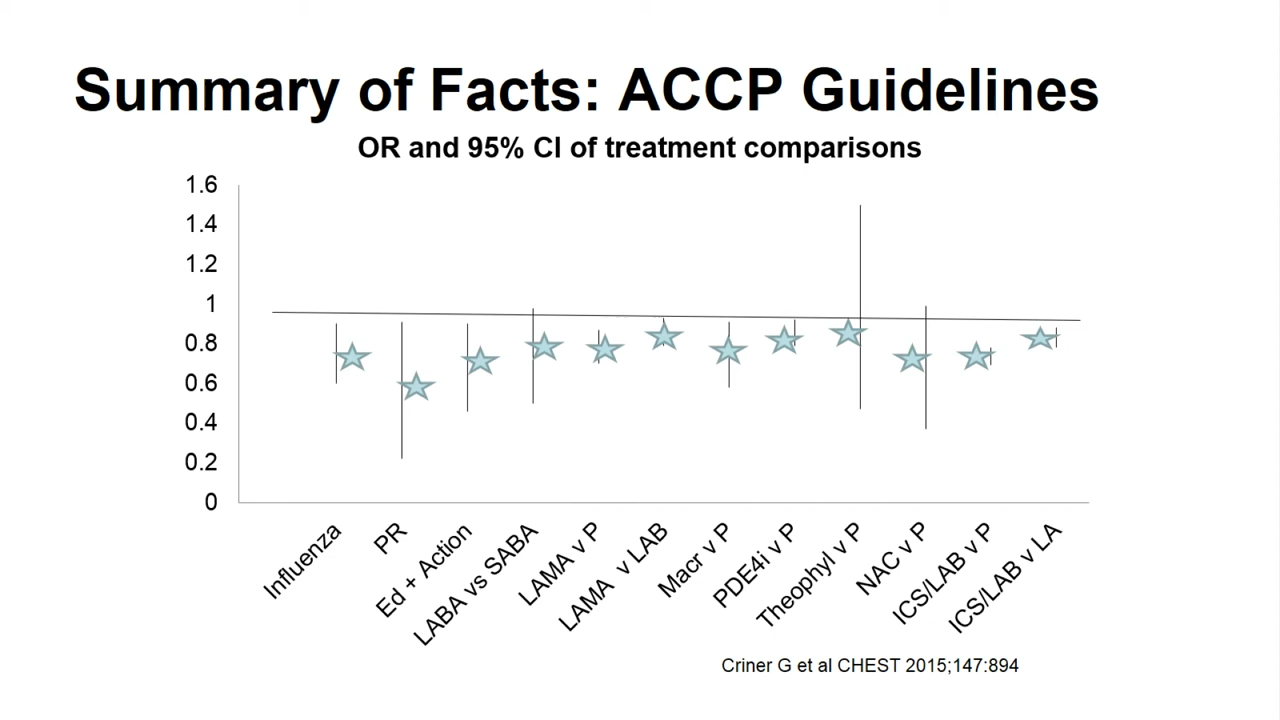 Summary of Facts: ACCP Guidelines
OR and 95% CI of treatment comparisons
1.6
1.4
1.2
1
0.8
0.6
0.4
0.2
0
Influenza
PR
Ed + Action
LABA vs SABA
LAMA v P
LAMA v LAB
Macr v P
PDE4i v P
Theophyl v P
NAC v P
ICS/LAB v P
ICS/LAB v LA
Criner G et al CHEST 2015;147:894